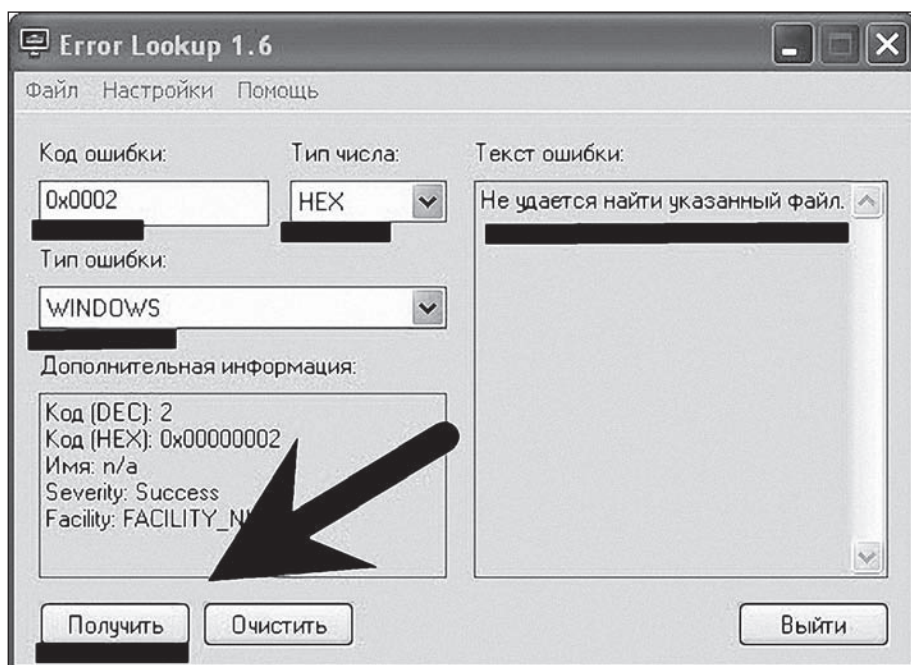 Error Lookup 1.6
Файл Настройки Помощь
Код ошибки: Тип числа: Текст ошибки:
0x0002 HEX Не удается найти указанный файл.
Тип ошибки:
WINDOWS
Дополнительная информация:
Код (DEC): 2
Код (HEX): 0x00000002
Имя: n/a
Severity: Success
Facility:
Получить Очистить Выйти